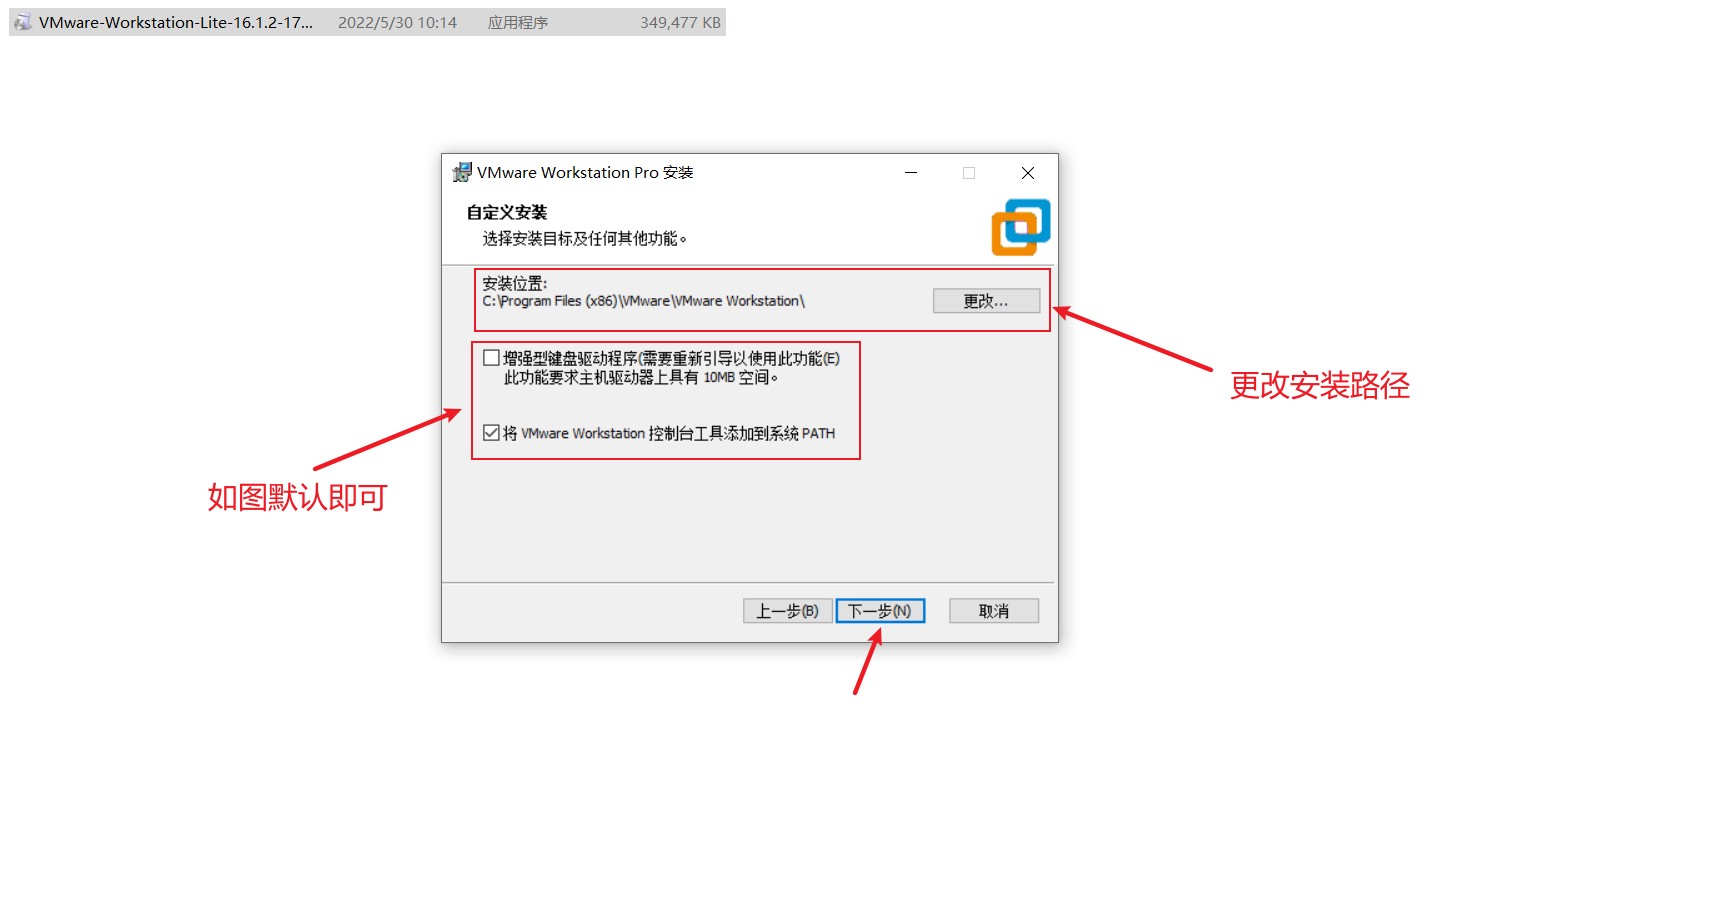 VMware-Workstation-Lite-16.1.2-17... 2022/5/30 10:14 应用程序 349,477 KB
VMware Workstation Pro 安装
自定义安装
选择安装目标及任何其他功能。
安装位置:
C:\Program Files (x86)\VMware\VMware Workstation\
更改...
更改安装路径
增强型键盘驱动程序(需要重新引导以使用此功能(E)
此功能要求主机驱动器上具有 10MB 空间。
将 VMware Workstation 控制台工具添加到系统 PATH
如图默认即可
上一步(B) 下一步(N) 取消